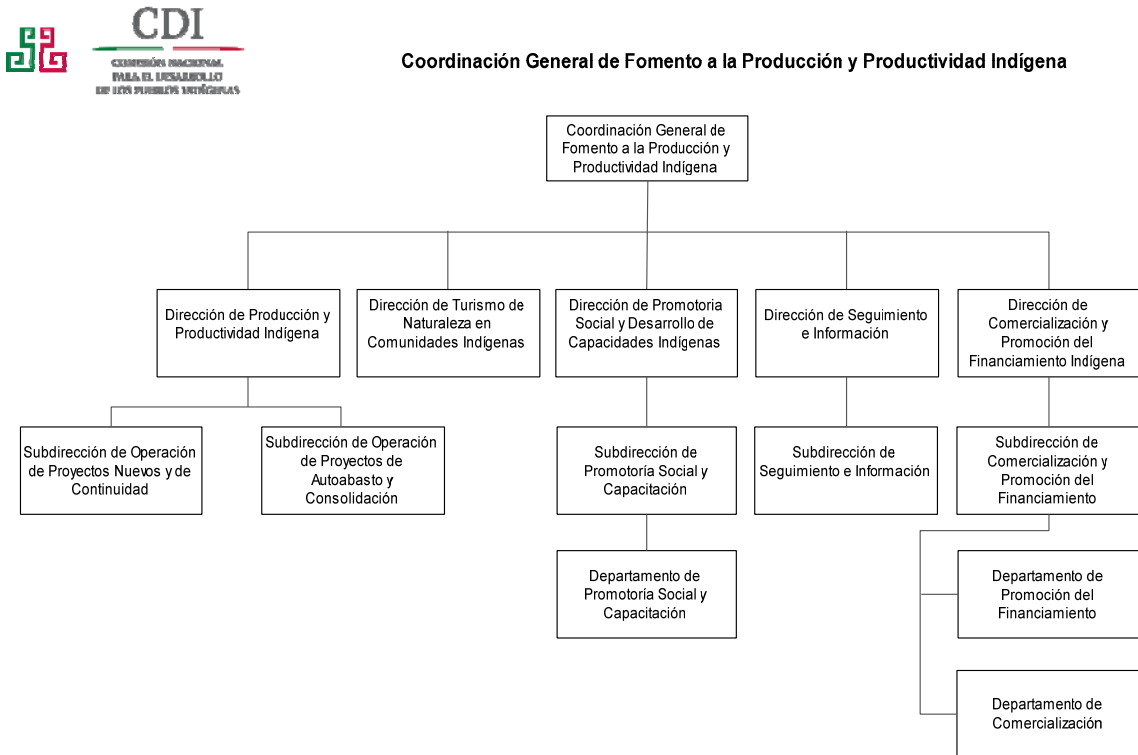 CDI
COMISIÓN NACIONAL
PARA EL DESARROLLO
DE LOS PUEBLOS INDÍGENAS
Coordinación General de Fomento a la Producción y Productividad Indígena
Coordinación General de
Fomento a la Producción y
Productividad Indígena
Dirección de Producción y
Productividad Indígena
Dirección de Turismo de
Naturaleza en
Comunidades Indígenas
Dirección de Promotoria
Social y Desarrollo de
Capacidades Indígenas
Dirección de Seguimiento
e Información
Dirección de
Comercialización y
Promoción del
Financiamiento Indígena
Subdirección de Operación
de Proyectos Nuevos y de
Continuidad
Subdirección de Operación
de Proyectos de
Autoabasto y
Consolidación
Subdirección de
Promotoría Social y
Capacitación
Subdirección de
Seguimiento e Información
Subdirección de
Comercialización y
Promoción del
Financiamiento
Departamento de
Promotoría Social y
Capacitación
Departamento de
Promoción del
Financiamiento
Departamento de
Comercialización